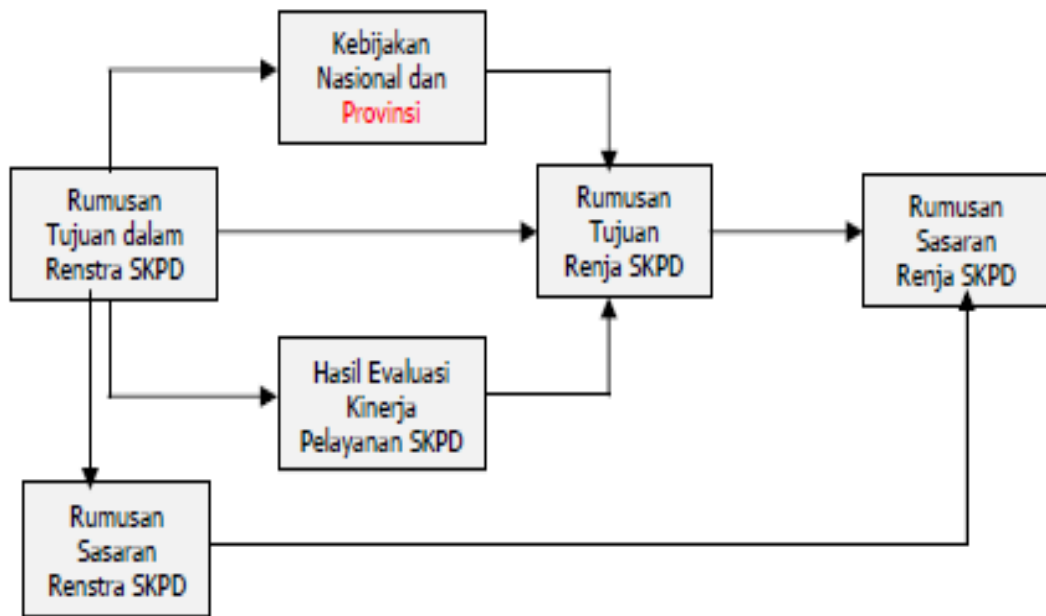 Kebijakan
Nasional dan
Provinsi
Rumusan
Tujuan dalam
Renstra SKPD
Rumusan
Tujuan
Renja SKPD
Rumusan
Sasaran
Renja SKPD
Hasil Evaluasi
Kinerja
Pelayanan SKPD
Rumusan
Sasaran
Renstra SKPD